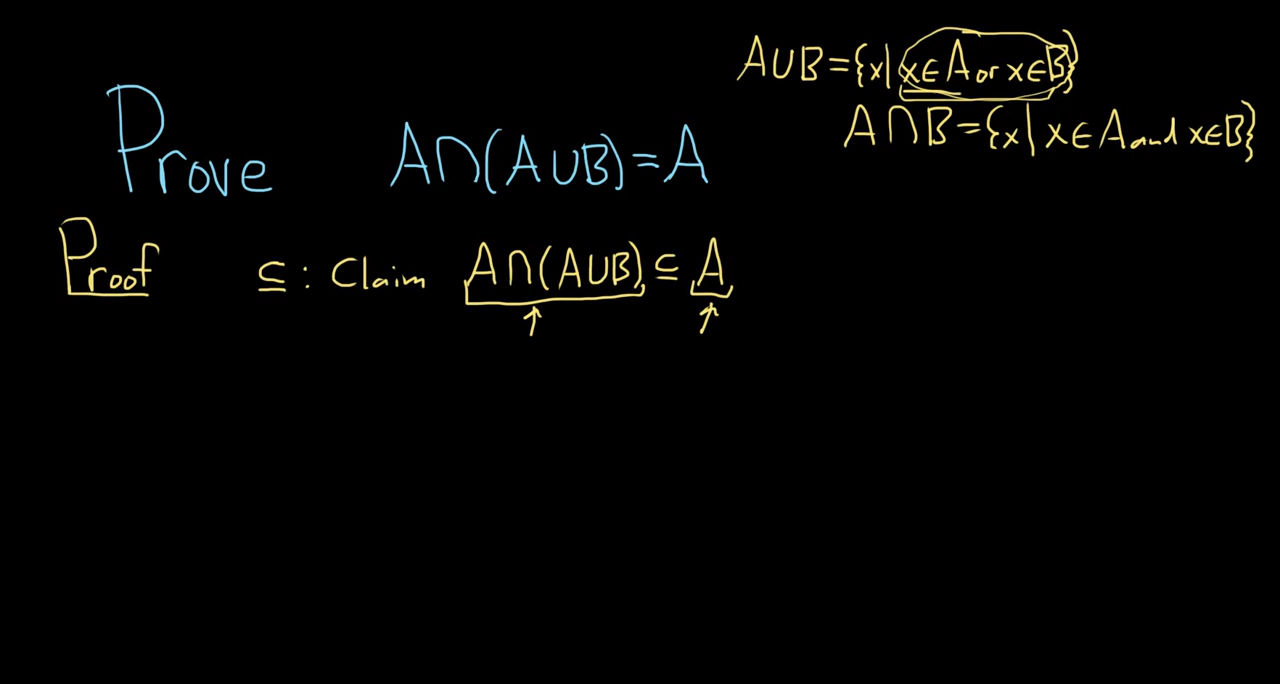 A∪B={x| x∈A or x∈B}
A∩B={x| x∈A and x∈B}
Prove A∩(A∪B)=A
Proof ⊆: Claim A∩(A∪B)⊆A